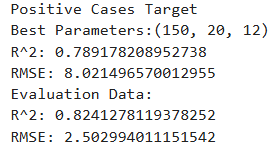 Positive Cases Target
Best Parameters:(150, 20, 12)
R^2: 0.789178208952738
RMSE: 8.021496570012955
Evaluation Data:
R^2: 0.8241278119378252
RMSE: 2.502994011151542